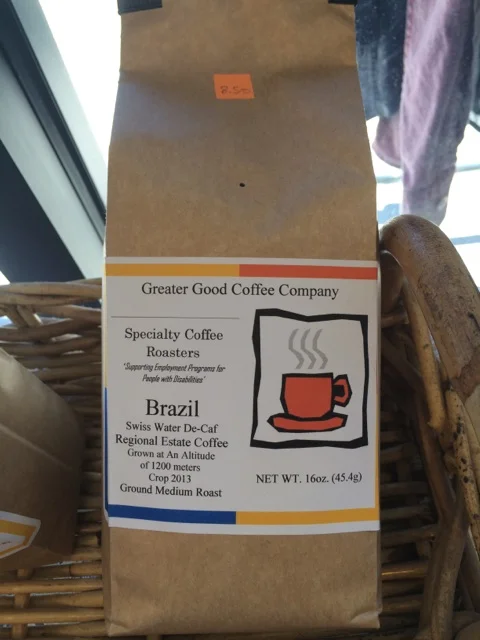 8.50
Greater Good Coffee Company
Specialty Coffee
Roasters
"Supporting Employment Programs for
People with Disabilities"
Brazil
Swiss Water De-Caf
Regional Estate Coffee
Grown at An Altitude
of 1200 meters
Crop 2013
Ground Medium Roast
NET WT. 16oz. (45.4g)